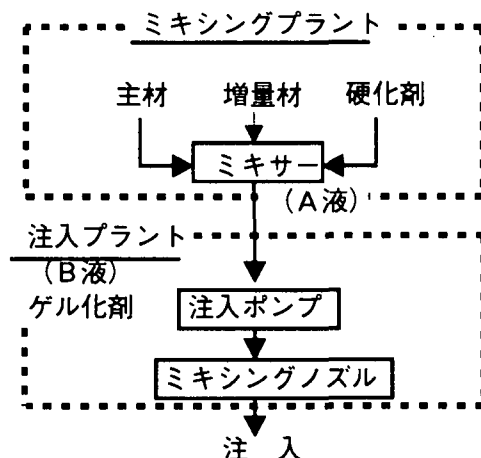 ミキシングプラント
主材 増量材 硬化剤
ミキサー
(A液)
注入プラント
(B液)
ゲル化剤
注入ポンプ
ミキシングノズル
注 入